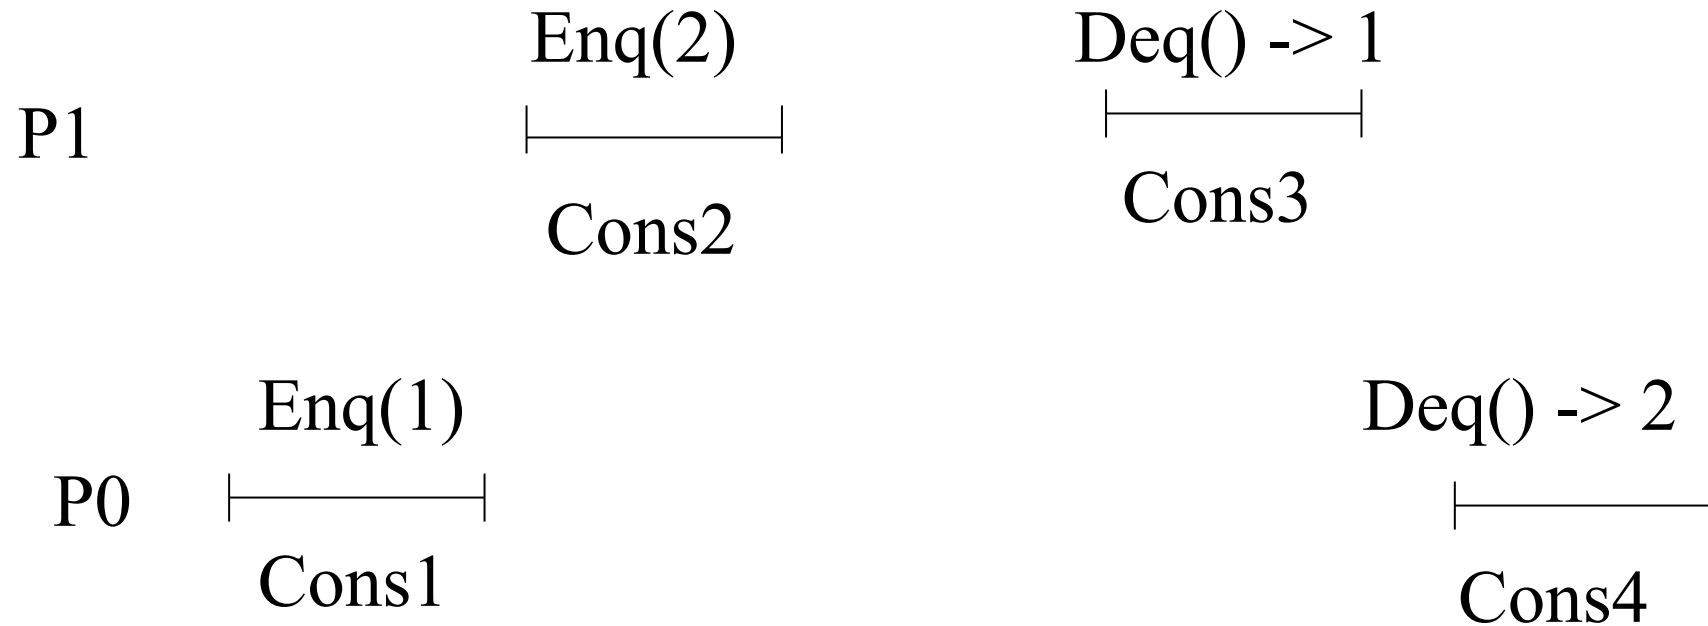 Enq(2)
Deq() -> 1
P1
Cons2
Cons3
Enq(1)
Deq() -> 2
P0
Cons1
Cons4